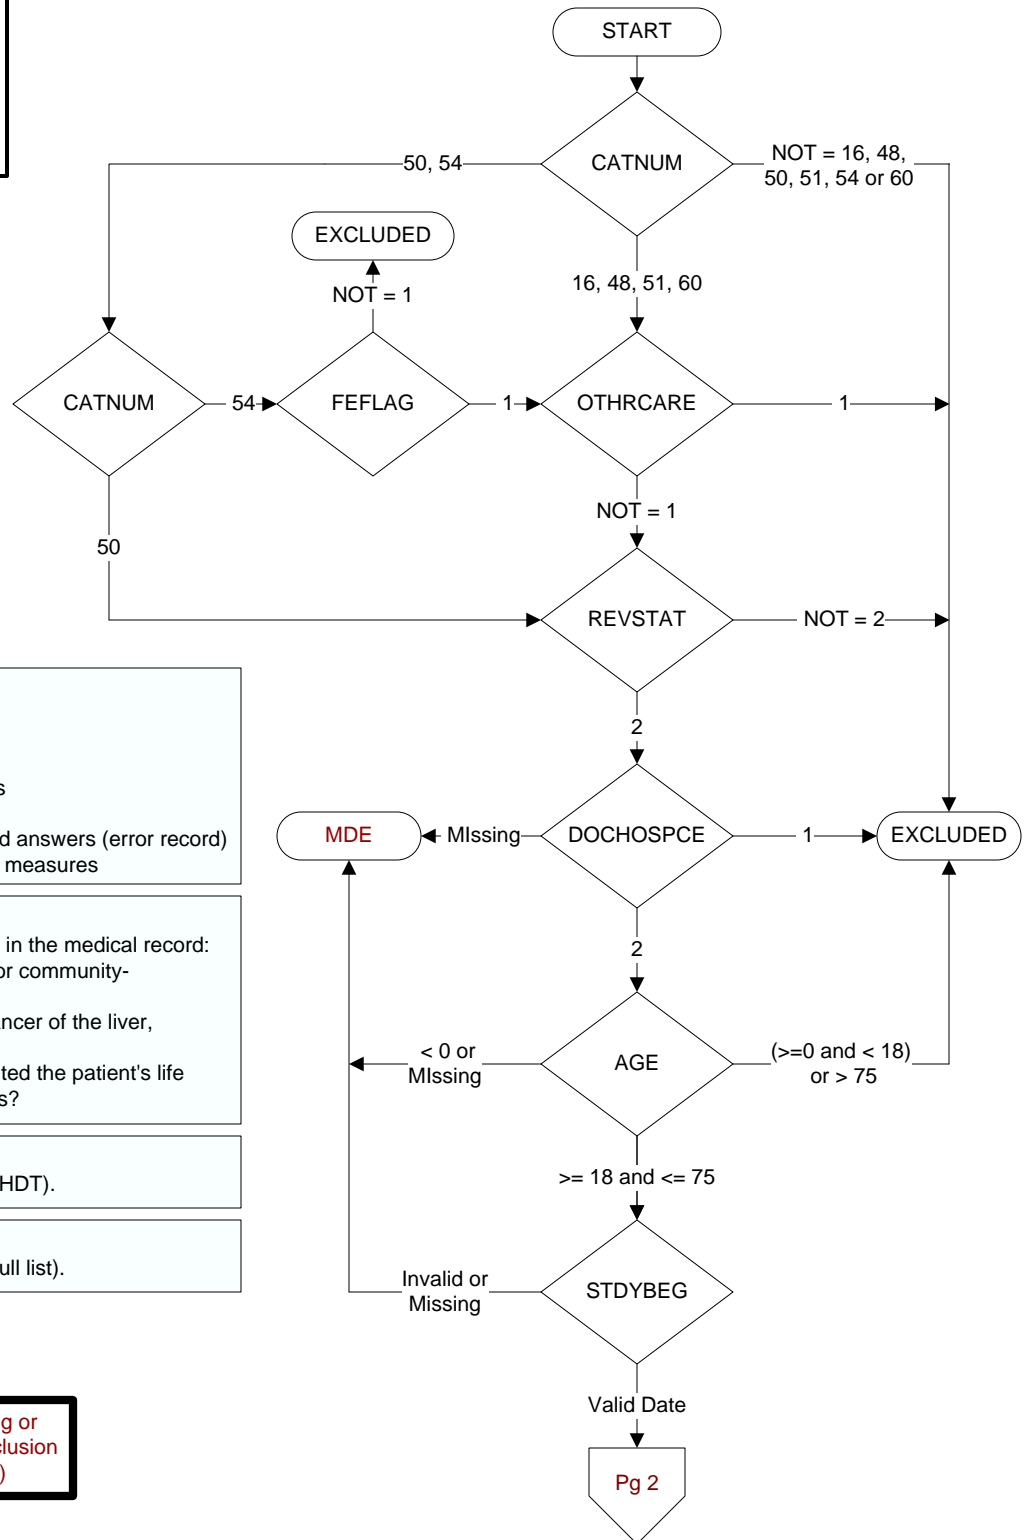 START
CATNUM
50, 54
NOT = 16, 48,
50, 51, 54 or 60
EXCLUDED
NOT = 1
16, 48, 51, 60
CATNUM
54
FEFLAG
1
OTHRCARE
1
NOT = 1
50
REVSTAT
NOT = 2
2
MDE
MIssing
DOCHOSPCE
1
EXCLUDED
2
< 0 or
MIssing
AGE
(>=0 and < 18)
or > 75
>= 18 and <= 75
Invalid or
Missing
STDYBEG
Valid Date
Pg 2
s
d answers (error record)
measures
in the medical record:
or community-
ancer of the liver,
ted the patient's life
s?
HDT).
ull list).
g or
clusion
)